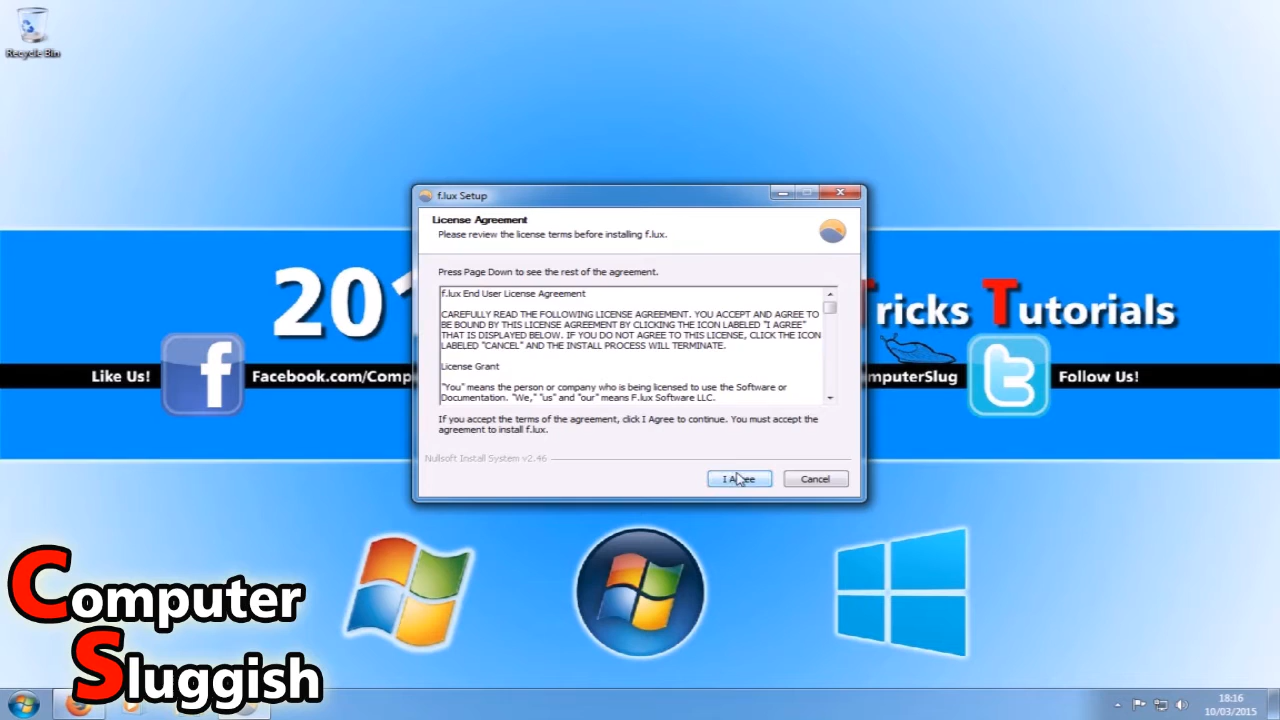 Recycle Bin
f.lux Setup
License Agreement
Please review the license terms before installing f.lux.
Press Page Down to see the rest of the agreement.
f.lux End User License Agreement
CAREFULLY READ THE FOLLOWING LICENSE AGREEMENT. YOU ACCEPT AND AGREE TO
BE BOUND BY THIS LICENSE AGREEMENT BY CLICKING THE ICON LABELED "I AGREE"
THAT IS DISPLAYED BELOW. IF YOU DO NOT AGREE TO THIS LICENSE, CLICK THE ICON
LABELED "CANCEL" AND THE INSTALL PROCESS WILL TERMINATE.
License Grant
"You" means the person or company who is being licensed to use the Software or
Documentation. "We," "us" and "our" means F.lux Software LLC.
If you accept the terms of the agreement, click I Agree to continue. You must accept the
agreement to install f.lux.
Nullsoft Install System v2.46
I Agree
Cancel
201
Tricks Tutorials
Like Us!
Facebook.com/Comp
mputerSlug
Follow Us!
Computer
Sluggish
18:16
10/03/2015